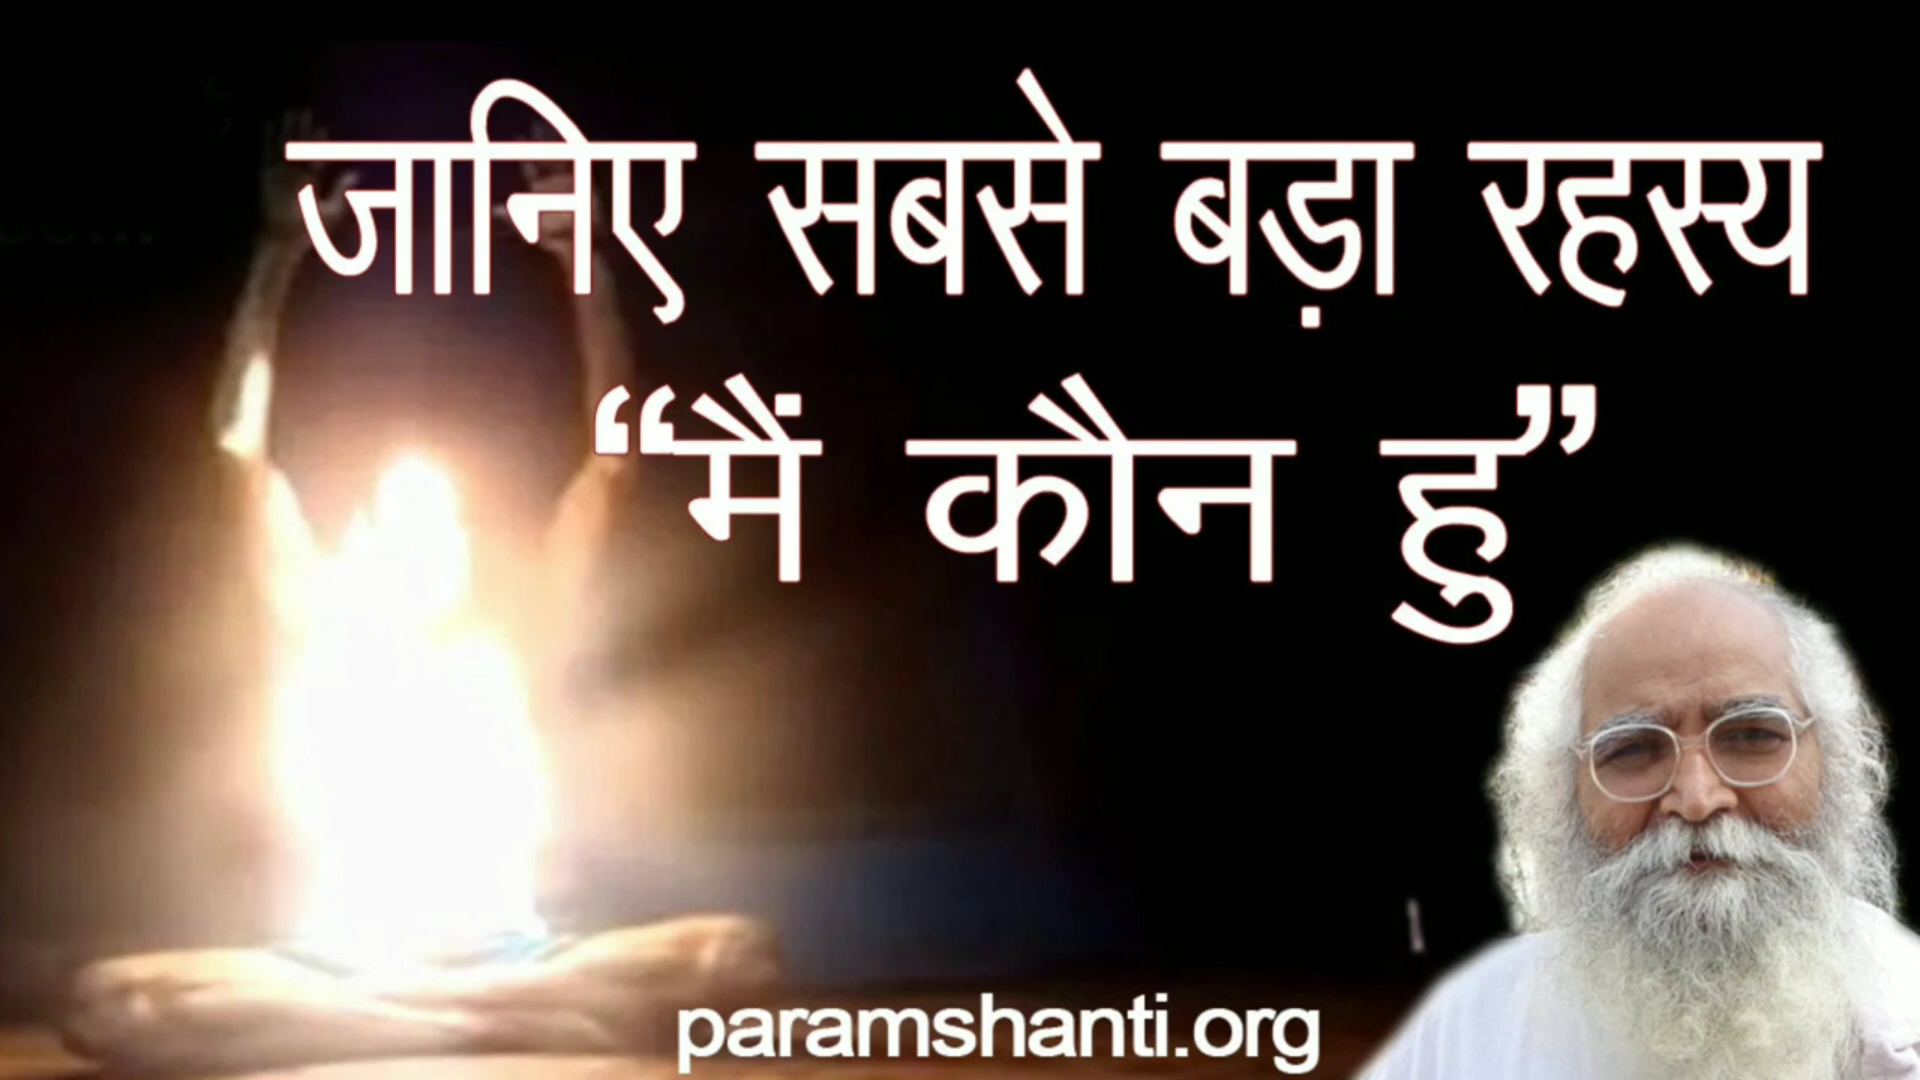 जानिए सबसे बड़ा रहस्य
“मैं कौन हु”
paramshanti.org